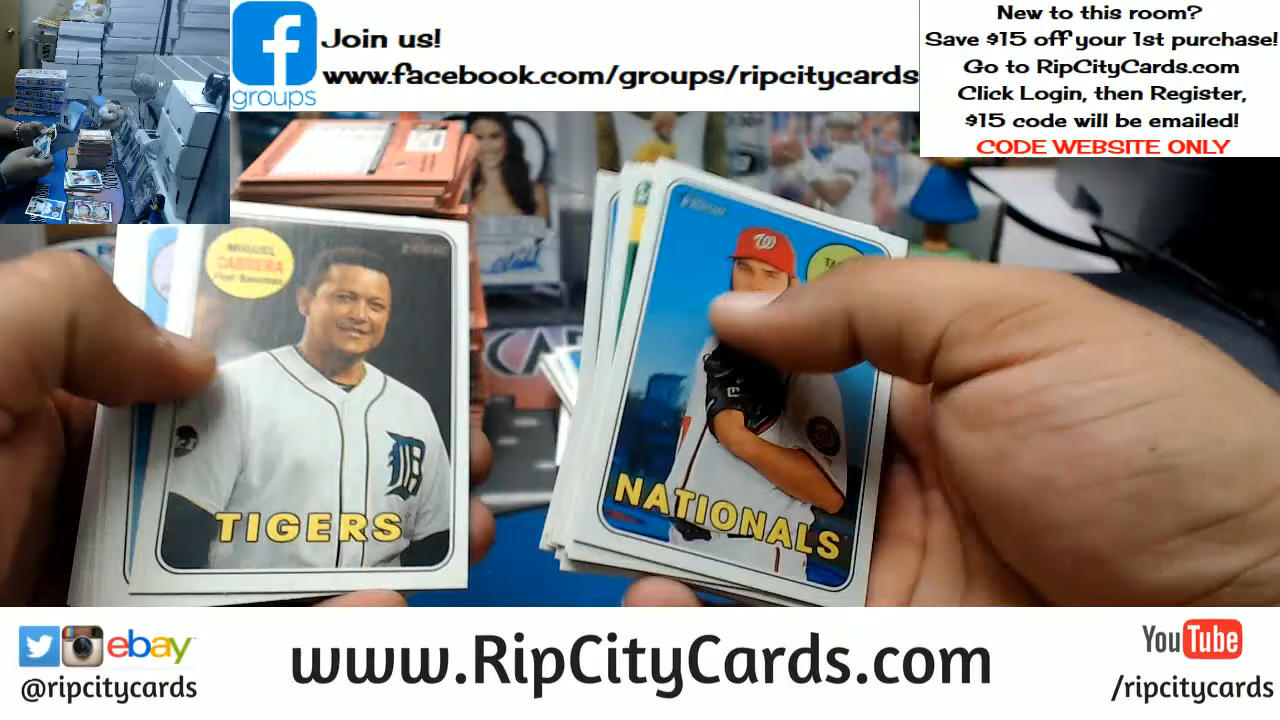 f
groups
Join us!
www.facebook.com/groups/ripcitycards
New to this room?
Save $15 off your 1st purchase!
Go to RipCityCards.com
Click Login, then Register,
$15 code will be emailed!
CODE WEBSITE ONLY
MIGUEL
CABRERA
First Baseman
TIGERS
W
NATIONALS
ebay
@ripcitycards
www.RipCityCards.com
YouTube
/ripcitycards